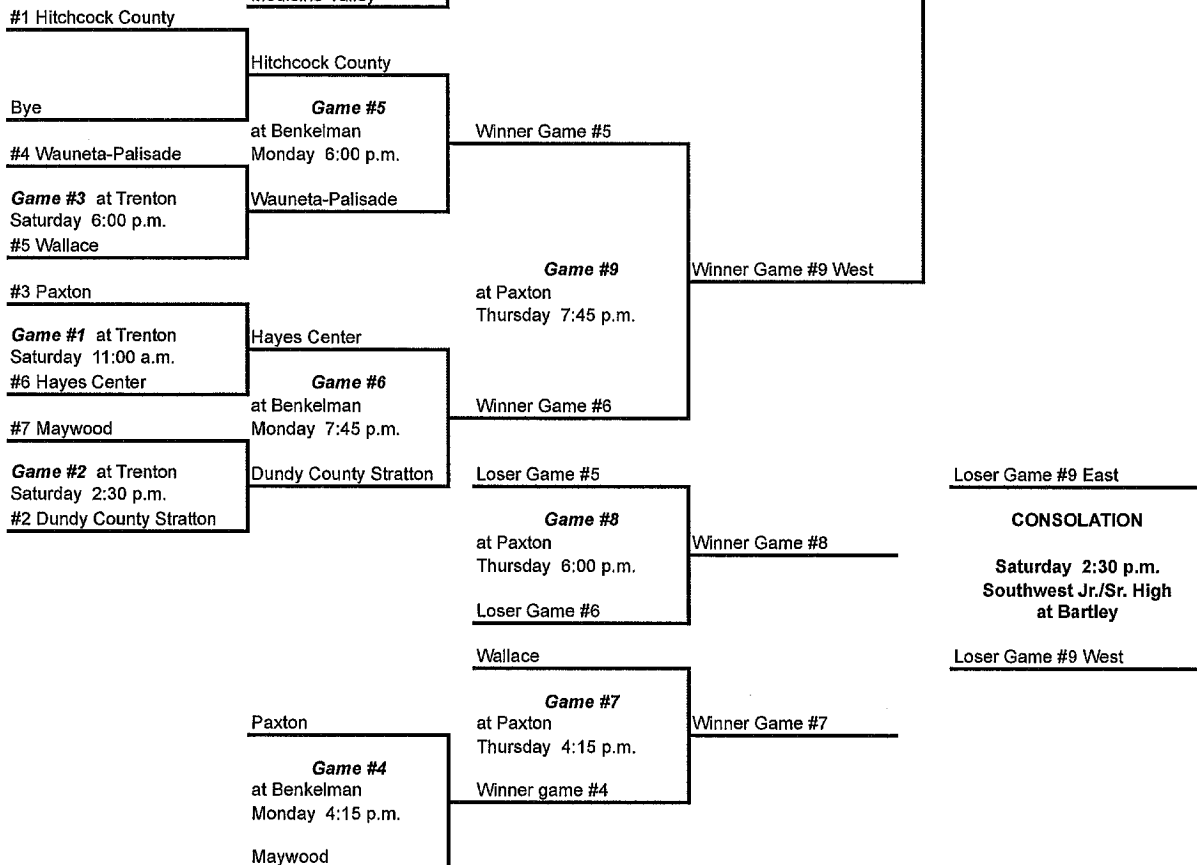 #1 Hitchcock County
Bye
#4 Wauneta-Palisade
Game #3 at Trenton
Saturday 6:00 p.m.
#5 Wallace
#3 Paxton
Game #1 at Trenton
Saturday 11:00 a.m.
#6 Hayes Center
#7 Maywood
Game #2 at Trenton
Saturday 2:30 p.m.
#2 Dundy County Stratton
Hitchcock County
Game #5
at Benkelman
Monday 6:00 p.m.
Wauneta-Palisade
Hayes Center
Game #6
at Benkelman
Monday 7:45 p.m.
Dundy County Stratton
Paxton
Game #4
at Benkelman
Monday 4:15 p.m.
Maywood
Winner Game #5
Game #9
at Paxton
Thursday 7:45 p.m.
Winner Game #6
Loser Game #5
Game #8
at Paxton
Thursday 6:00 p.m.
Loser Game #6
Wallace
Game #7
at Paxton
Thursday 4:15 p.m.
Winner game #4
Winner Game #9 West
Winner Game #8
Winner Game #7
Loser Game #9 East
CONSOLATION
Saturday 2:30 p.m.
Southwest Jr./Sr. High
at Bartley
Loser Game #9 West